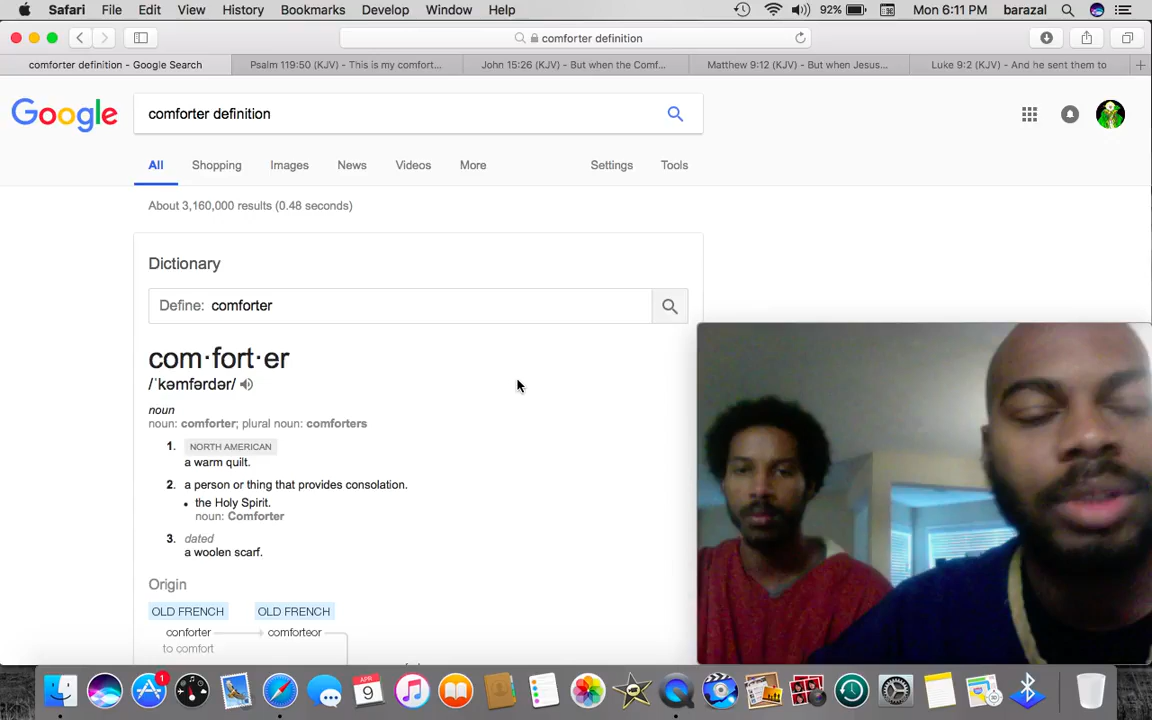 Safari File Edit View History Bookmarks Develop Window Help 92% Mon 6:11 PM barazal
comforter definition
comforter definition - Google Search Psalm 119:50 (KJV) - This is my comfort... John 15:26 (KJV) - But when the Comf... Matthew 9:12 (KJV) - But when Jesus... Luke 9:2 (KJV) - And he sent them to
Google comforter definition
All Shopping Images News Videos More Settings Tools
About 3,160,000 results (0.48 seconds)
Dictionary
Define: comforter
com·fort·er
/ˈkəmfərdər/
noun
noun: comforter; plural noun: comforters
1. NORTH AMERICAN
a warm quilt.
2. a person or thing that provides consolation.
• the Holy Spirit.
noun: Comforter
3. dated
a woolen scarf.
Origin
OLD FRENCH OLD FRENCH
conforter comforteor
to comfort
1
APR
9